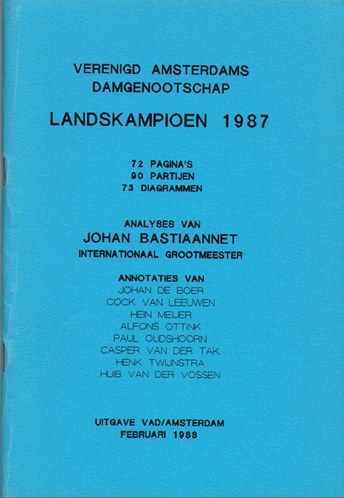 VERENIGD AMSTERDAMS
DAMGENOOTSCHAP
LANDSKAMPIOEN 1987
72 PAGINA'S
90 PARTIJEN
73 DIAGRAMMEN
ANALYSES VAN
JOHAN BASTIAANNET
INTERNATIONAAL GROOTMEESTER
ANNOTATIES VAN
JOHAN DE BOER
COCK VAN LEEUWEN
HEIN MEIJER
ALFONS OTTINK
PAUL OUDSHOORN
CASPER VAN DER TAK
HENK TWIJNSTRA
HUIB VAN DER VOSSEN
UITGAVE VAD/AMSTERDAM
FEBRUARI 1988